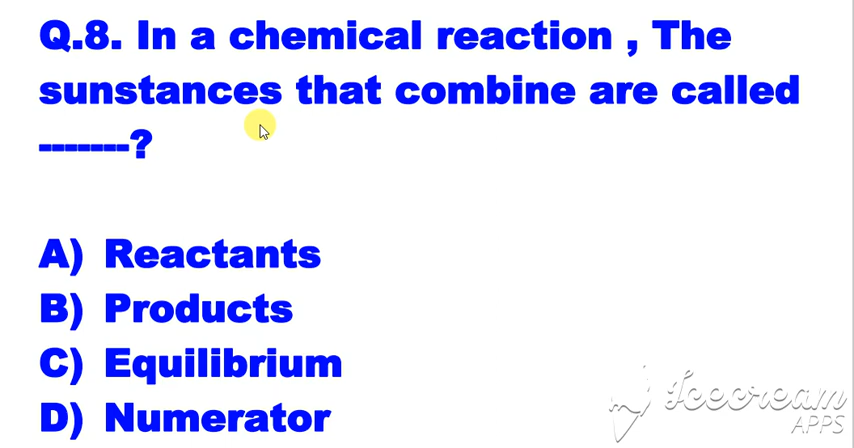 Q.8. In a chemical reaction , The
sunstances that combine are called
-------?
A) Reactants
B) Products
C) Equilibrium
D) Numerator
Icecream
APPS